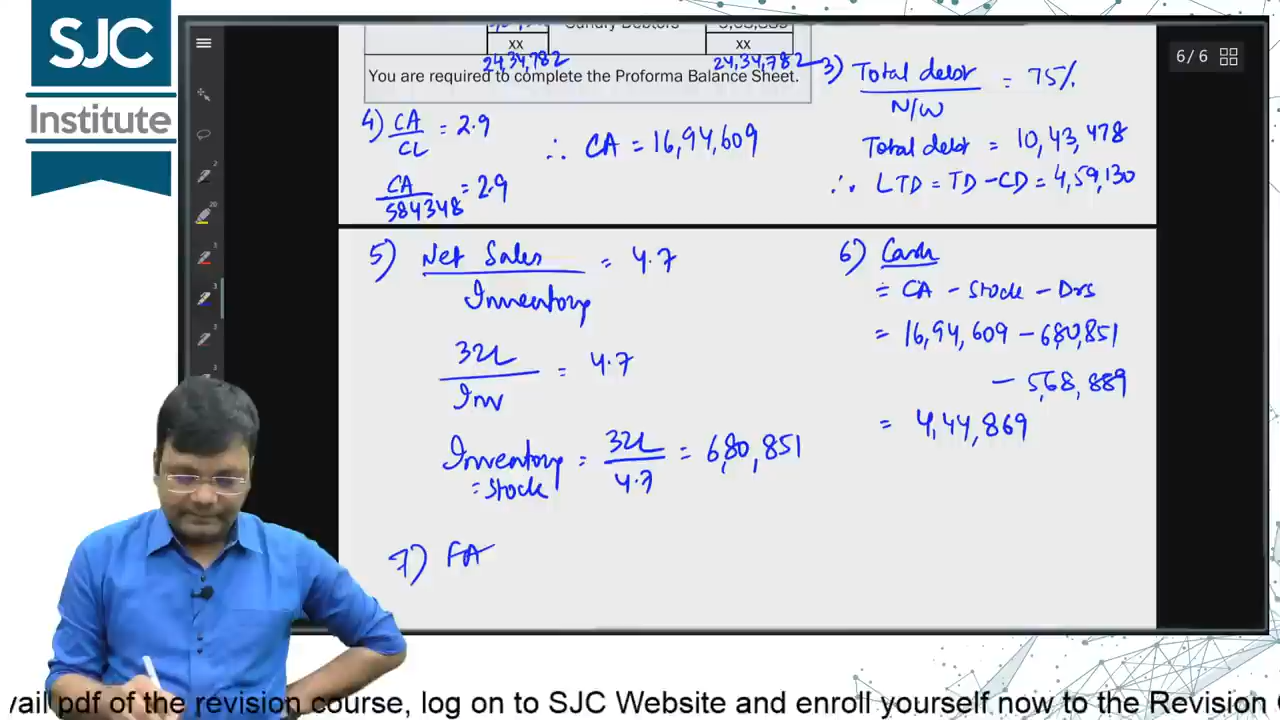 SJC
Institute
6/6
Sundry Debtors
xx
xx
24,34,782
24,34,782
You are required to complete the Proforma Balance Sheet.
3) Total debt / N/W = 75%
Total debt = 10,43,478
∴ LTD = TD - CD = 4,59,130
4) CA / CL = 2.9
∴ CA = 16,94,609
CA / 584348 = 2.9
5) Net Sales / Inventory = 4.7
32L / Inv = 4.7
Inventory = 32L / 4.7 = 6,80,851
= Stock
6) Cash
= CA - Stock - Drs
= 16,94,609 - 680,851
- 5,68,889
= 4,44,869
7) FA
vail pdf of the revision course, log on to SJC Website and enroll yourself now to the Revision